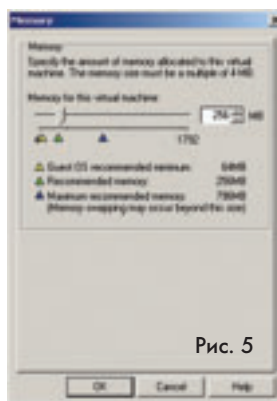 Memory
Memory
Specify the amount of memory allocated to this virtual
machine. The memory size must be a multiple of 4 MB.
Memory for this virtual machine:
256 MB
1792
Guest OS recommended minimum: 64MB
Recommended memory: 256MB
Maximum recommended memory:
(Memory swapping may occur beyond this size)
OK Cancel Help
Рис. 5